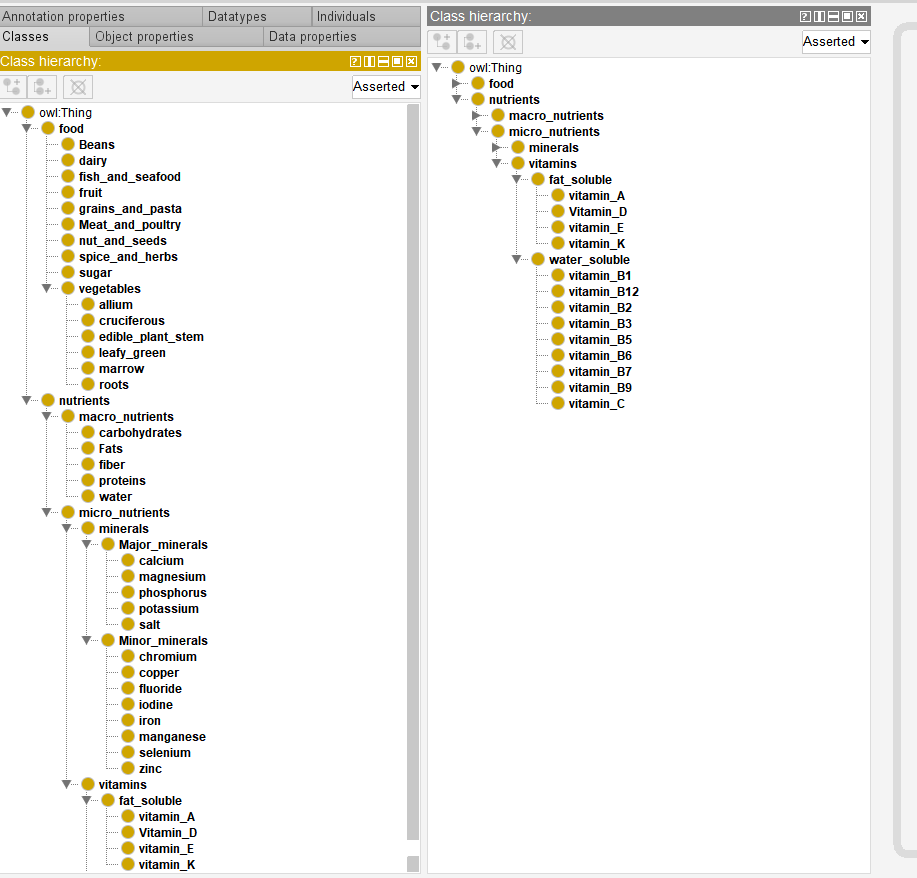 Annotation properties Datatypes Individuals
Classes Object properties Data properties
Class hierarchy:
Asserted
owl:Thing
food
Beans
dairy
fish_and_seafood
fruit
grains_and_pasta
Meat_and_poultry
nut_and_seeds
spice_and_herbs
sugar
vegetables
allium
cruciferous
edible_plant_stem
leafy_green
marrow
roots
nutrients
macro_nutrients
carbohydrates
Fats
fiber
proteins
water
micro_nutrients
minerals
Major_minerals
calcium
magnesium
phosphorus
potassium
salt
Minor_minerals
chromium
copper
fluoride
iodine
iron
manganese
selenium
zinc
vitamins
fat_soluble
vitamin_A
Vitamin_D
vitamin_E
vitamin_K
Class hierarchy:
Asserted
owl:Thing
food
nutrients
macro_nutrients
micro_nutrients
minerals
vitamins
fat_soluble
vitamin_A
Vitamin_D
vitamin_E
vitamin_K
water_soluble
vitamin_B1
vitamin_B12
vitamin_B2
vitamin_B3
vitamin_B5
vitamin_B6
vitamin_B7
vitamin_B9
vitamin_C